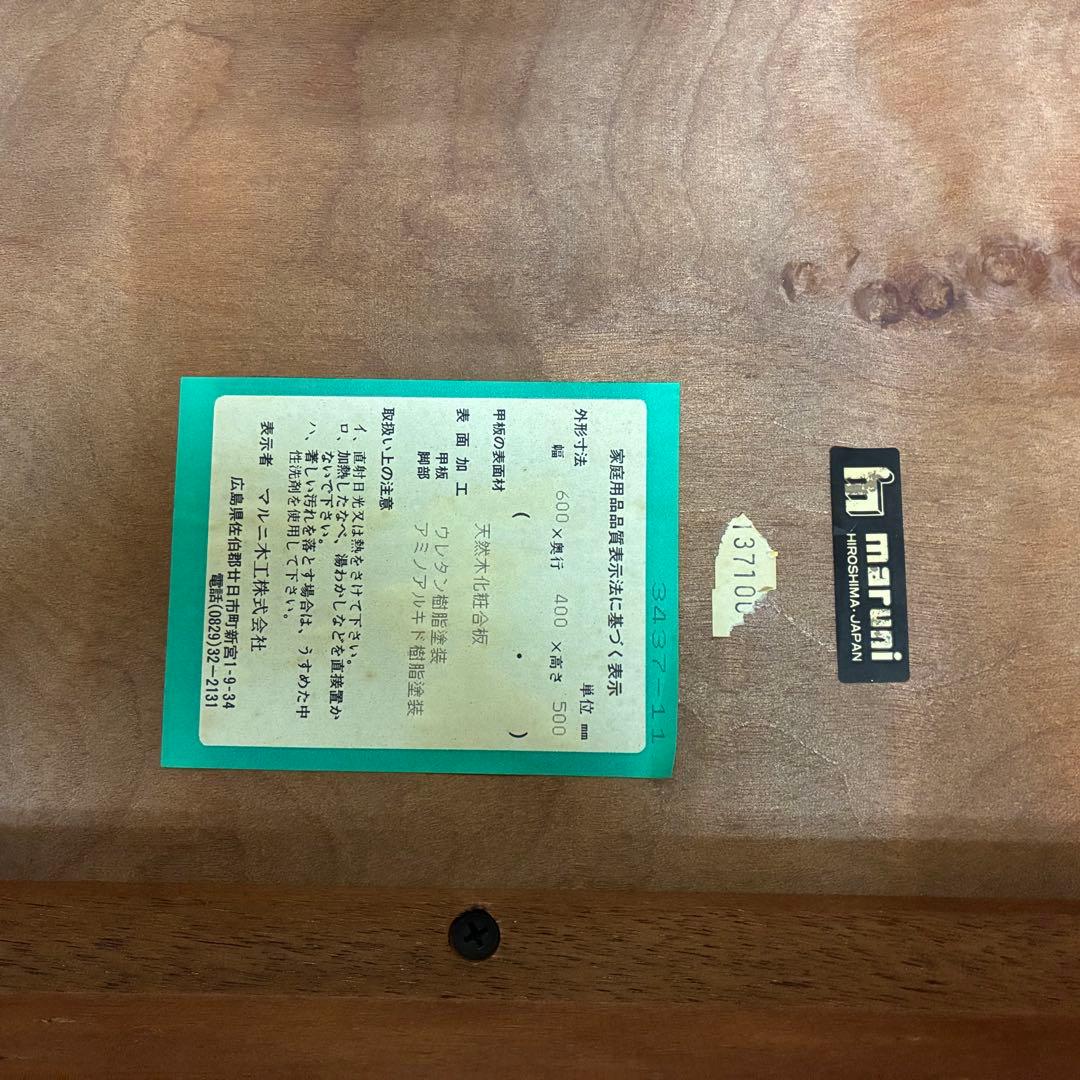 maruni
HIROSHIMA・JAPAN
137100
3437-11
家庭用品品質表示法に基づく表示
単位 mm
外形寸法
幅 600×奥行 400×高さ 500
( ・ )
甲板の表面材 天然木化粧合板
表面加工
甲板 ウレタン樹脂塗装
脚部 アミノアルキド樹脂塗装
取扱い上の注意
イ、直射日光又は熱をさけて下さい。
ロ、加熱したなべ、湯わかしなどを直接置か
ないで下さい。
ハ、著しい汚れを落とす場合は、うすめた中
性洗剤を使用して下さい。
表示者 マルニ木工株式会社
広島県佐伯郡廿日市町新宮1-9-34
電話(0829)32-2131